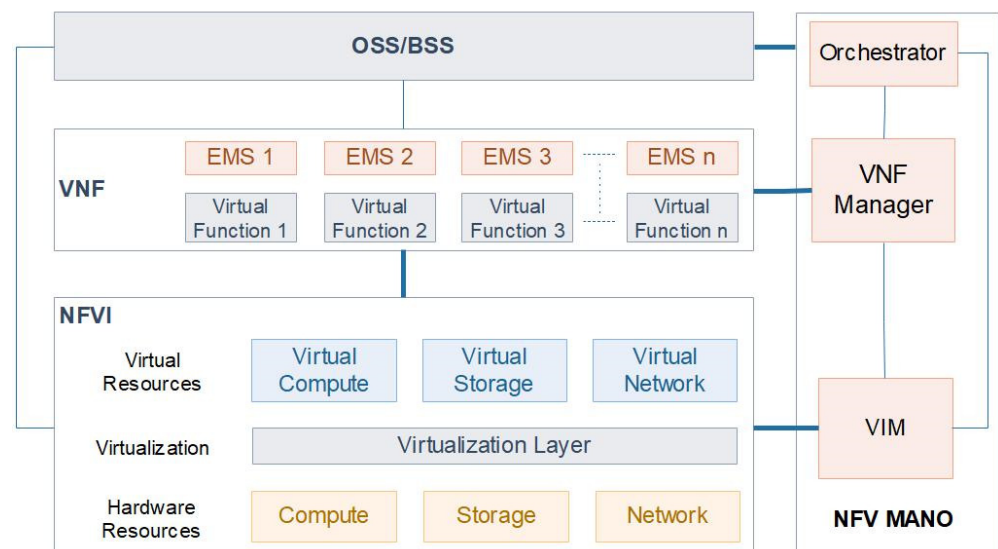 OSS/BSS
Orchestrator
VNF
EMS 1
EMS 2
EMS 3
EMS n
Virtual
Function 1
Virtual
Function 2
Virtual
Function 3
Virtual
Function n
VNF
Manager
NFVI
Virtual
Resources
Virtual
Compute
Virtual
Storage
Virtual
Network
Virtualization
Virtualization Layer
VIM
Hardware
Resources
Compute
Storage
Network
NFV MANO